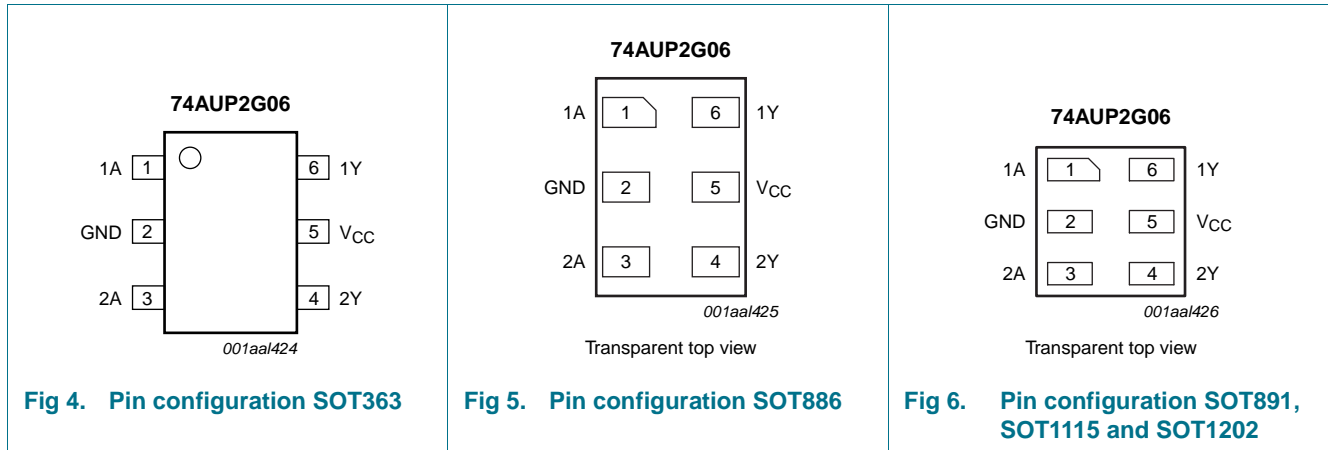 74AUP2G06
1A 1 6 1Y
GND 2 5 VCC
2A 3 4 2Y
001aal424
Fig 4. Pin configuration SOT363
74AUP2G06
1A 1 6 1Y
GND 2 5 VCC
2A 3 4 2Y
001aal425
Transparent top view
Fig 5. Pin configuration SOT886
74AUP2G06
1A 1 6 1Y
GND 2 5 VCC
2A 3 4 2Y
001aal426
Transparent top view
Fig 6. Pin configuration SOT891,
SOT1115 and SOT1202